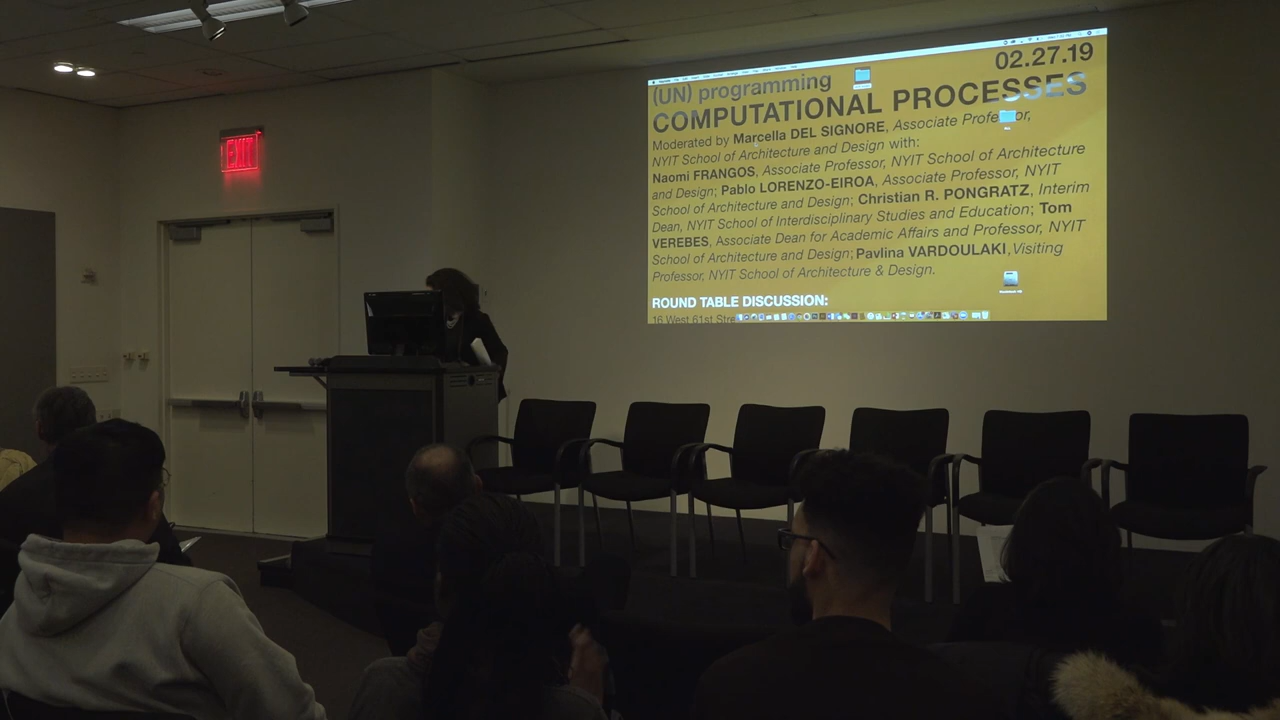 EXIT
02.27.19
(UN) programming
COMPUTATIONAL PROCESSES
Moderated by Marcella DEL SIGNORE, Associate Professor,
NYIT School of Architecture and Design with:
Naomi FRANGOS, Associate Professor, NYIT School of Architecture
and Design; Pablo LORENZO-EIROA, Associate Professor, NYIT
School of Architecture and Design; Christian R. PONGRATZ, Interim
Dean, NYIT School of Interdisciplinary Studies and Education; Tom
VEREBES, Associate Dean for Academic Affairs and Professor, NYIT
School of Architecture and Design; Pavlina VARDOULAKI, Visiting
Professor, NYIT School of Architecture & Design.
ROUND TABLE DISCUSSION:
16 West 61st Stre